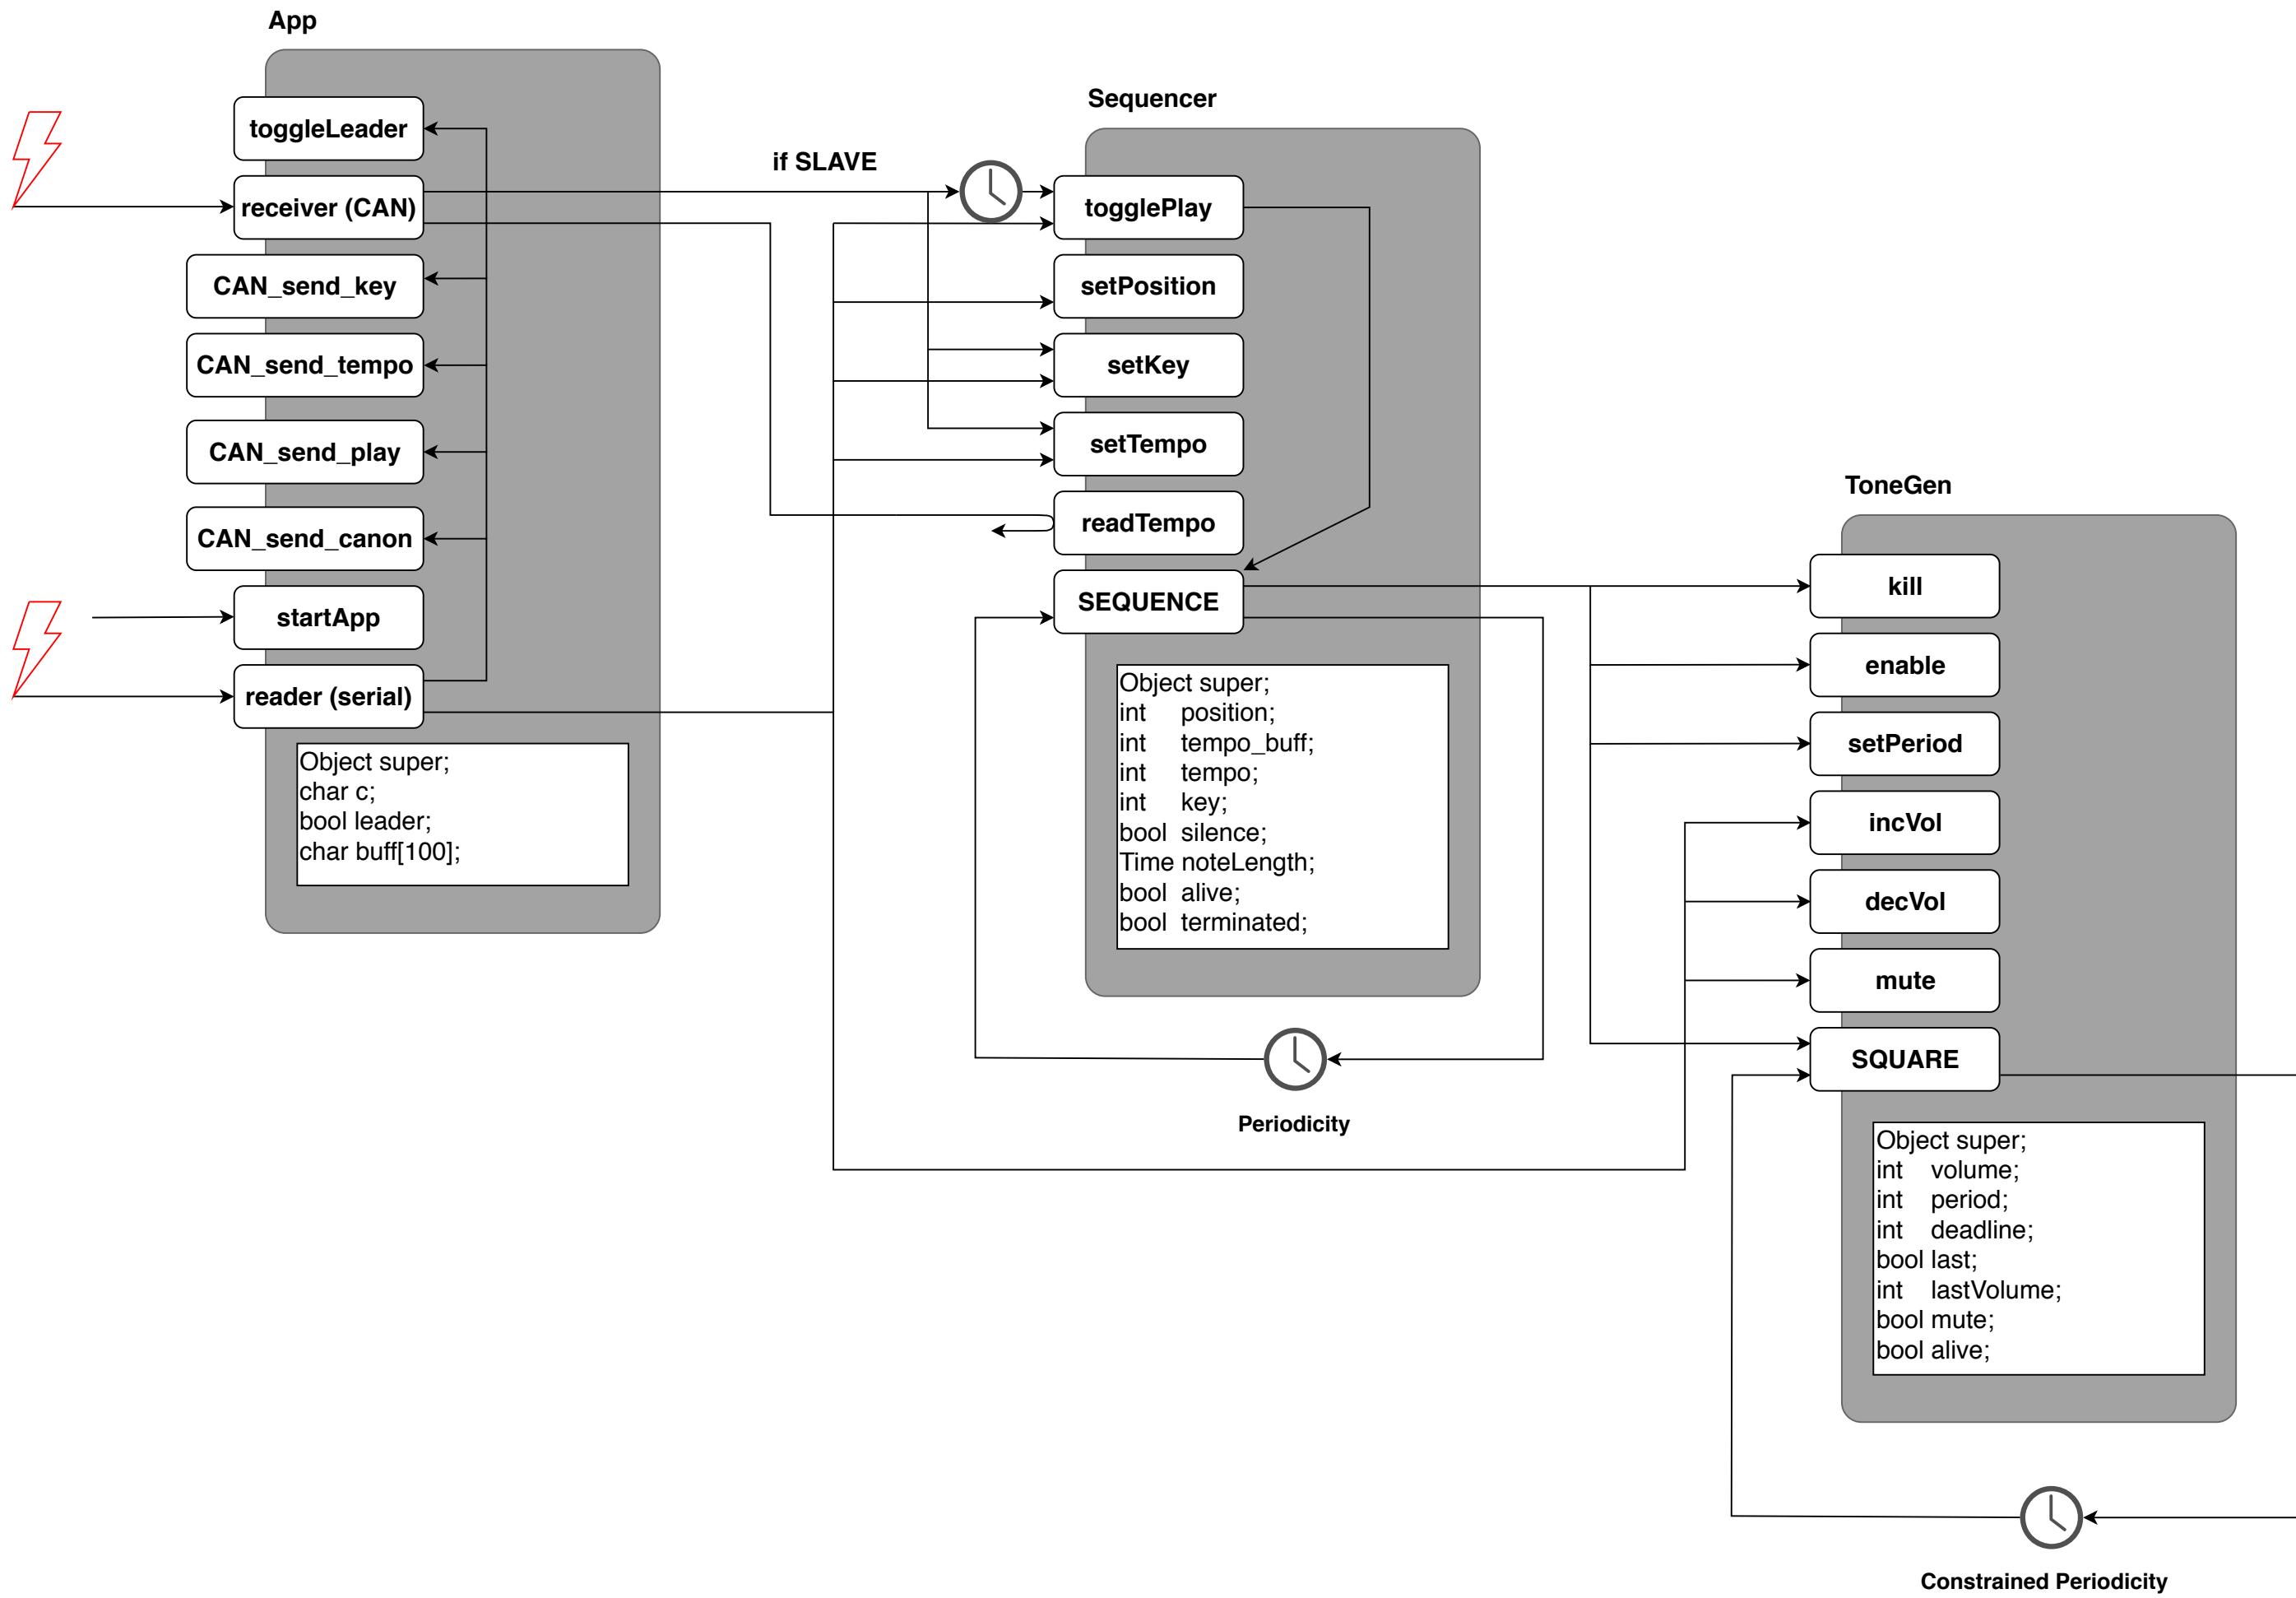 App
toggleLeader
receiver (CAN)
CAN_send_key
CAN_send_tempo
CAN_send_play
CAN_send_canon
startApp
reader (serial)
Object super;
char c;
bool leader;
char buff[100];
if SLAVE
Sequencer
togglePlay
setPosition
setKey
setTempo
readTempo
SEQUENCE
Object super;
int position;
int tempo_buff;
int tempo;
int key;
bool silence;
Time noteLength;
bool alive;
bool terminated;
Periodicity
ToneGen
kill
enable
setPeriod
incVol
decVol
mute
SQUARE
Object super;
int volume;
int period;
int deadline;
bool last;
int lastVolume;
bool mute;
bool alive;
Constrained Periodicity